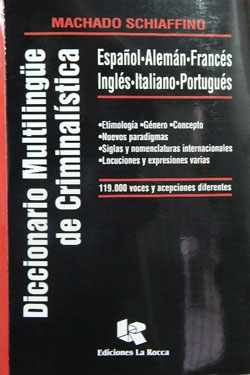 MACHADO SCHIAFFINO
Diccionario Multilingüe
de Criminalística
Español•Alemán•Francés
Inglés•Italiano•Portugués
•Etimología •Género •Concepto
•Nuevos paradigmas
•Siglas y nomenclaturas internacionales
•Locuciones y expresiones varias
119.000 voces y acepciones diferentes
Ediciones La Rocca